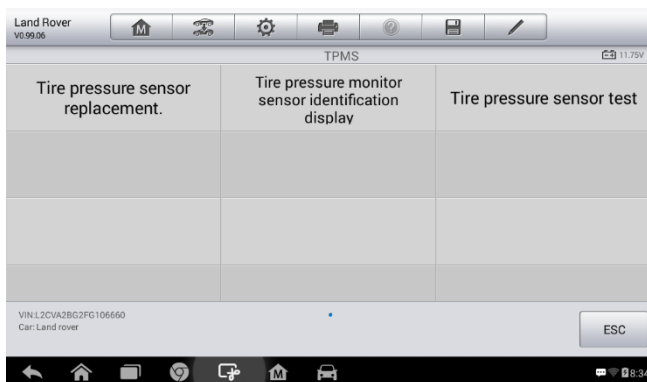 Land Rover
V0.99.06
TPMS
11.75V
Tire pressure sensor
replacement.
Tire pressure monitor
sensor identification
display
Tire pressure sensor test
VIN:L2CVA2BG2FG106660
Car: Land rover
ESC
8:34